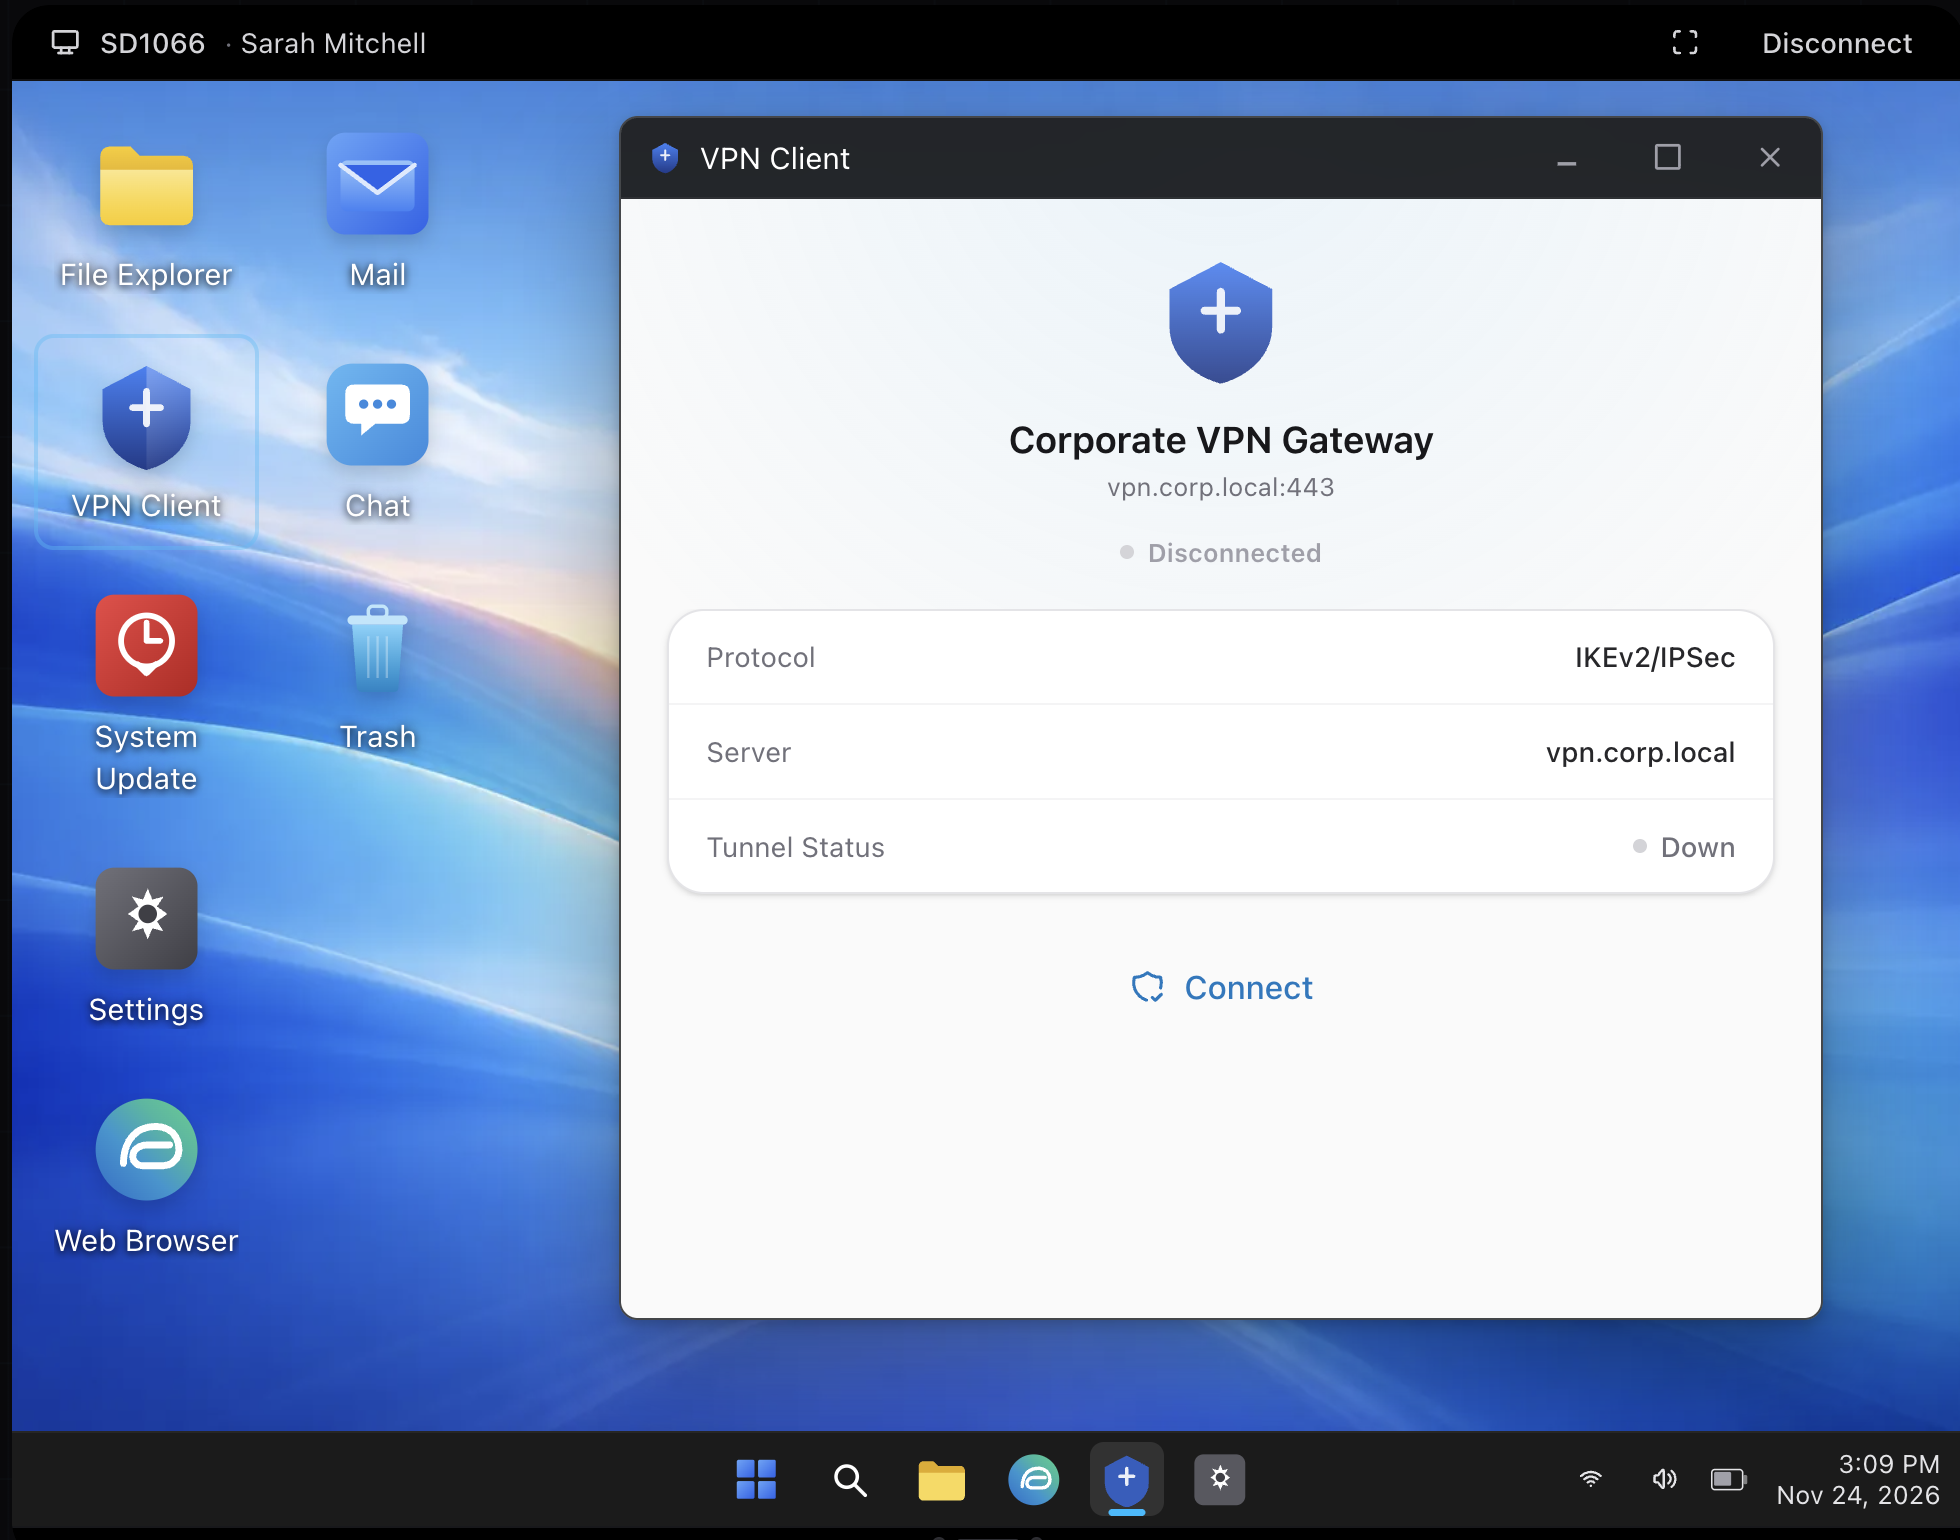 SD1066 · Sarah Mitchell
Disconnect
File Explorer
Mail
VPN Client
Chat
System
Update
Trash
Settings
Web Browser
VPN Client
Corporate VPN Gateway
vpn.corp.local:443
Disconnected
Protocol IKEv2/IPSec
Server vpn.corp.local
Tunnel Status Down
Connect
3:09 PM
Nov 24, 2026